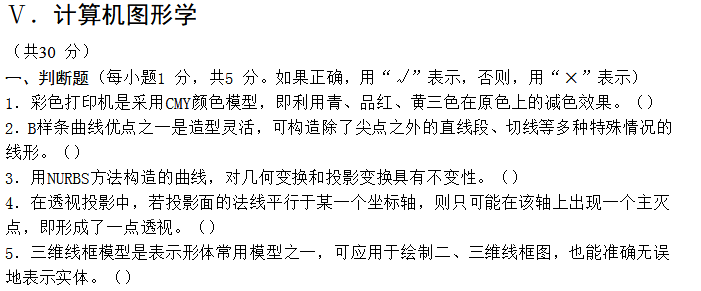 Ⅴ．计算机图形学
（共30 分）
一、判断题（每小题1 分，共5 分。如果正确，用“√”表示，否则，用“×”表示）
1．彩色打印机是采用CMY颜色模型，即利用青、品红、黄三色在原色上的减色效果。（）
2．B样条曲线优点之一是造型灵活，可构造除了尖点之外的直线段、切线等多种特殊情况的
线形。（）
3．用NURBS方法构造的曲线，对几何变换和投影变换具有不变性。（）
4．在透视投影中，若投影面的法线平行于某一个坐标轴，则只可能在该轴上出现一个主灭
点，即形成了一点透视。（）
5．三维线框模型是表示形体常用模型之一，可应用于绘制二、三维线框图，也能准确无误
地表示实体。（）